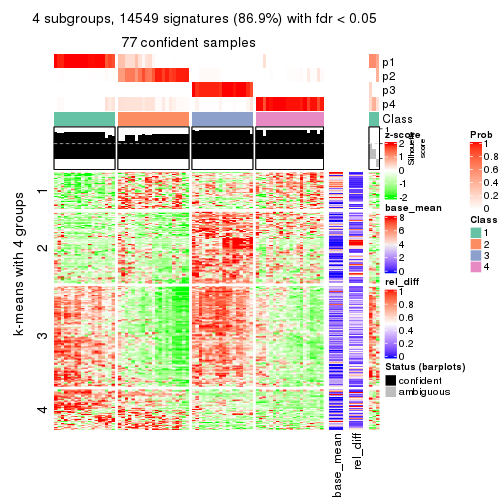 4 subgroups, 14549 signatures (86.9%) with fdr < 0.05
77 confident samples
p1
p2
p3
p4
Class
1
Silhouette
score
k-means with 4 groups
1
2
3
4
base_mean
rel_diff
z-score
2
1
0
-1
-2
base_mean
8
6
4
2
0
rel_diff
1
0.8
0.6
0.4
0.2
0
Status (barplots)
confident
ambiguous
Prob
1
0.8
0.6
0.4
0.2
0
Class
1
2
3
4